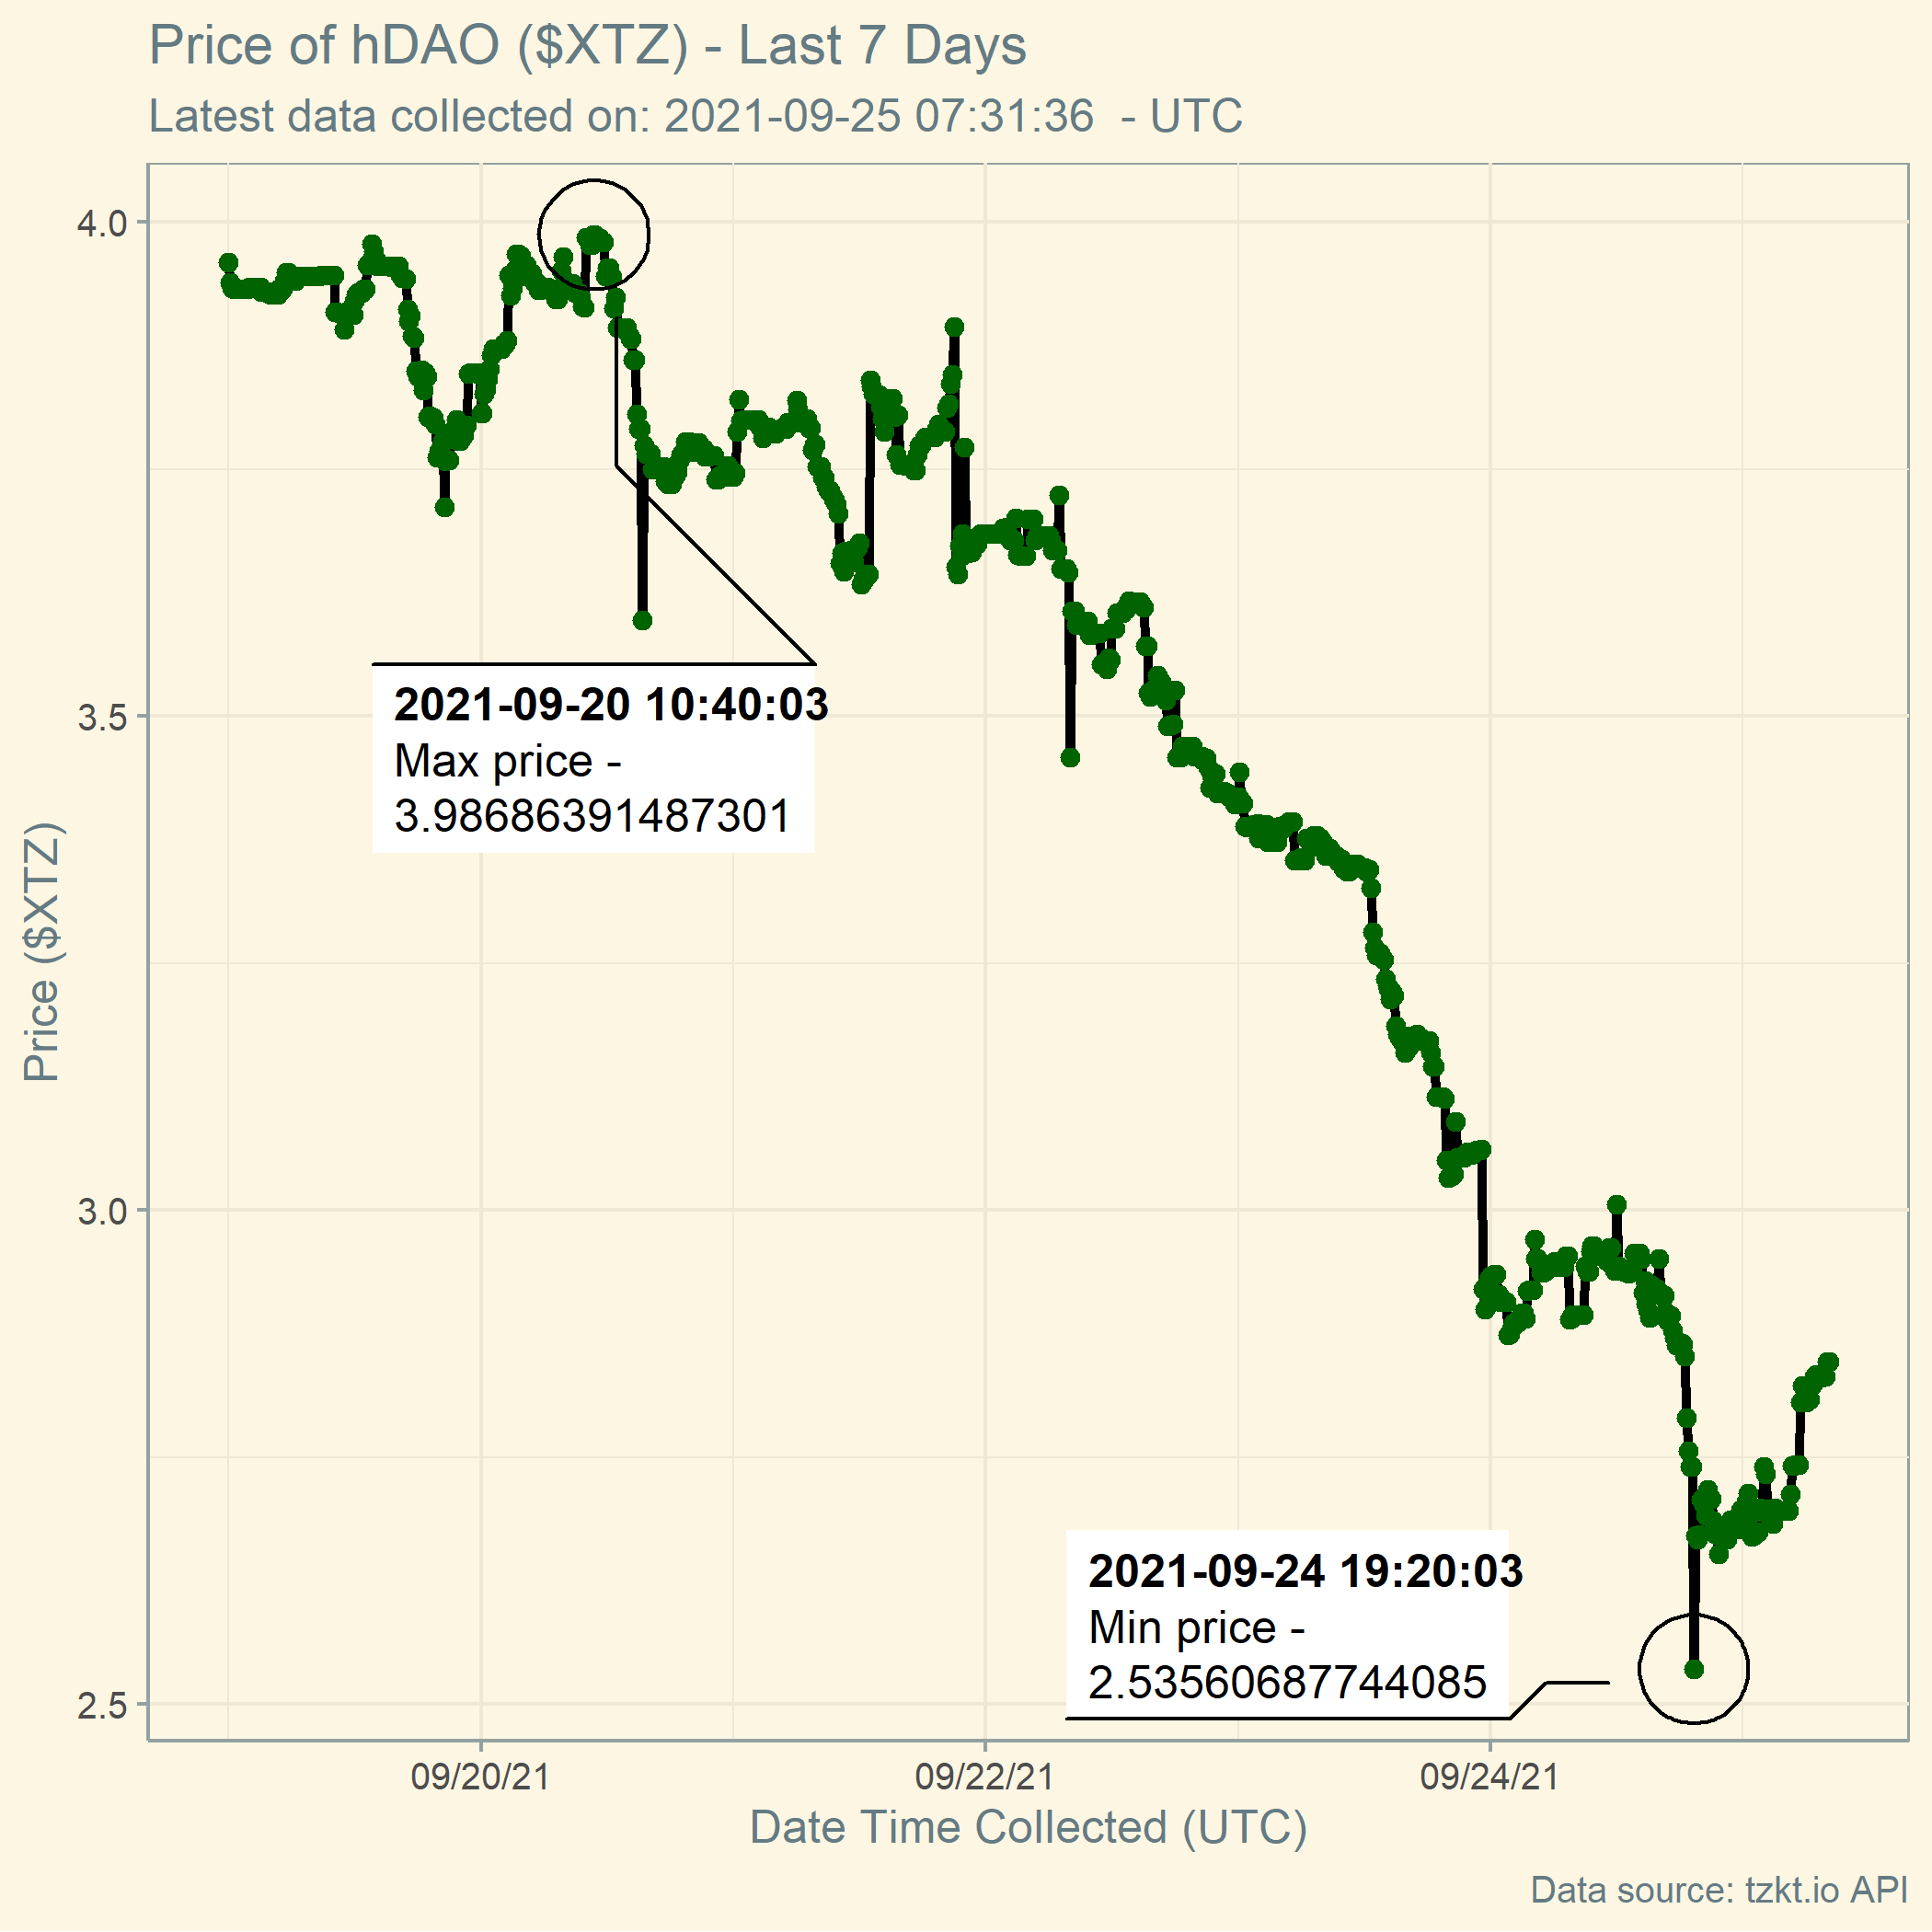 Price of hDAO ($XTZ) - Last 7 Days
Latest data collected on: 2021-09-25 07:31:36  - UTC
4.0
3.5
3.0
2.5
Price ($XTZ)
2021-09-20 10:40:03
Max price -
3.98686391487301
2021-09-24 19:20:03
Min price -
2.53560687744085
09/20/21
09/22/21
09/24/21
Date Time Collected (UTC)
Data source: tzkt.io API